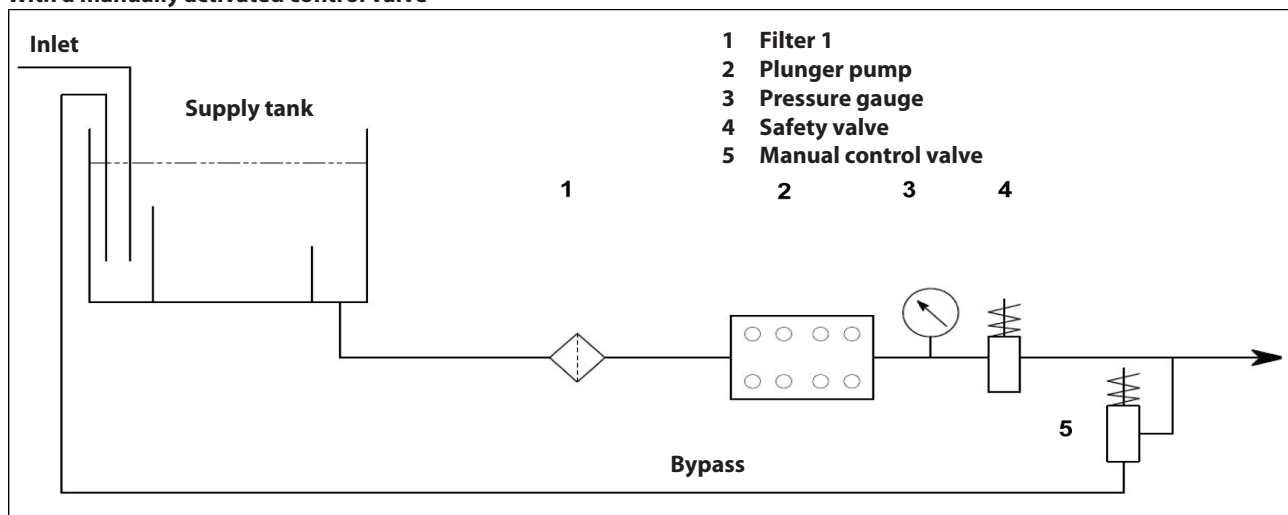 with a manually activated control valve
Inlet
Supply tank
1 Filter 1
2 Plunger pump
3 Pressure gauge
4 Safety valve
5 Manual control valve
1 2 3 4
5
Bypass